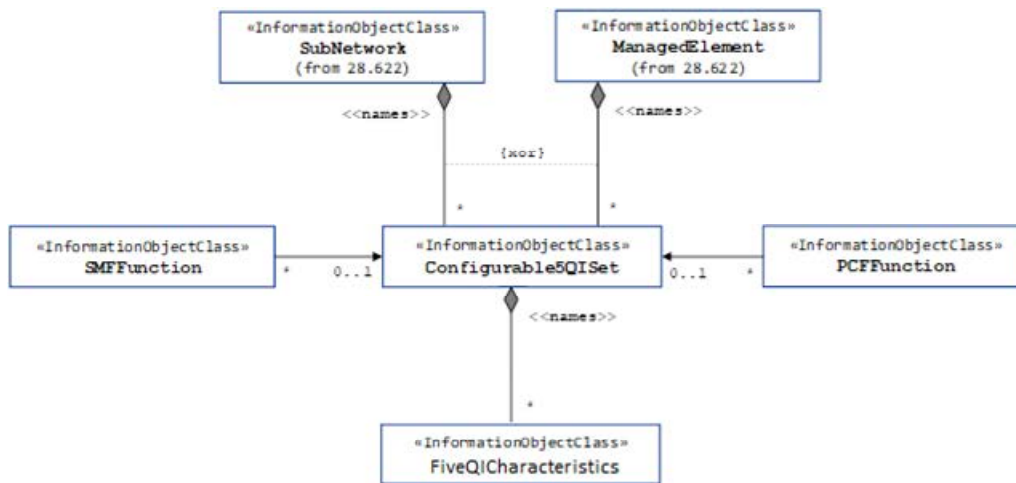 «InformationObjectClass»
SubNetwork
(from 28.622)
«InformationObjectClass»
ManagedElement
(from 28.622)
<<names>>
<<names>>
{xor}
*
*
«InformationObjectClass»
SMFFunction
*
0..1
«InformationObjectClass»
Configurable5QISet
0..1
*
«InformationObjectClass»
PCFFunction
<<names>>
*
«InformationObjectClass»
FiveQICharacteristics